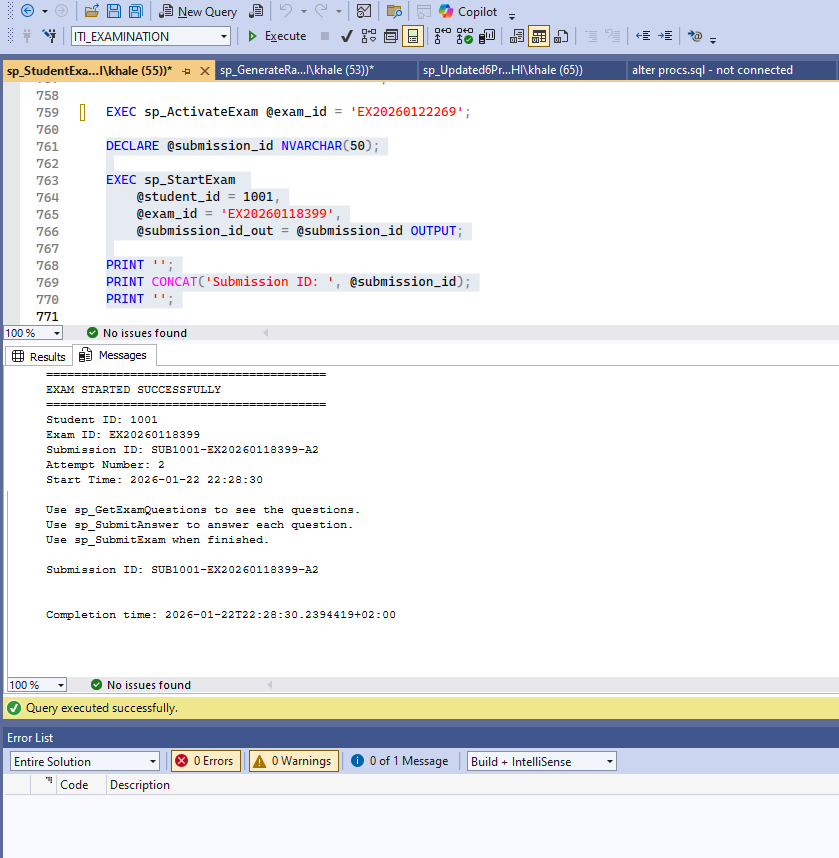 New Query
Copilot
ITI_EXAMINATION
Execute
sp_StudentExa...I\khale (55))*
sp_GenerateRa...I\khale (53))*
sp_Updated6Pr...HI\khale (65))
alter procs.sql - not connected
758
759 EXEC sp_ActivateExam @exam_id = 'EX20260122269';
760
761 DECLARE @submission_id NVARCHAR(50);
762
763 EXEC sp_StartExam
764 @student_id = 1001,
765 @exam_id = 'EX20260118399',
766 @submission_id_out = @submission_id OUTPUT;
767
768 PRINT '';
769 PRINT CONCAT('Submission ID: ', @submission_id);
770 PRINT '';
771
100 %
No issues found
Results
Messages
========================================
EXAM STARTED SUCCESSFULLY
========================================
Student ID: 1001
Exam ID: EX20260118399
Submission ID: SUB1001-EX20260118399-A2
Attempt Number: 2
Start Time: 2026-01-22 22:28:30
Use sp_GetExamQuestions to see the questions.
Use sp_SubmitAnswer to answer each question.
Use sp_SubmitExam when finished.
Submission ID: SUB1001-EX20260118399-A2
Completion time: 2026-01-22T22:28:30.2394419+02:00
100 %
No issues found
Query executed successfully.
Error List
Entire Solution
0 Errors
0 Warnings
0 of 1 Message
Build + IntelliSense
Code
Description